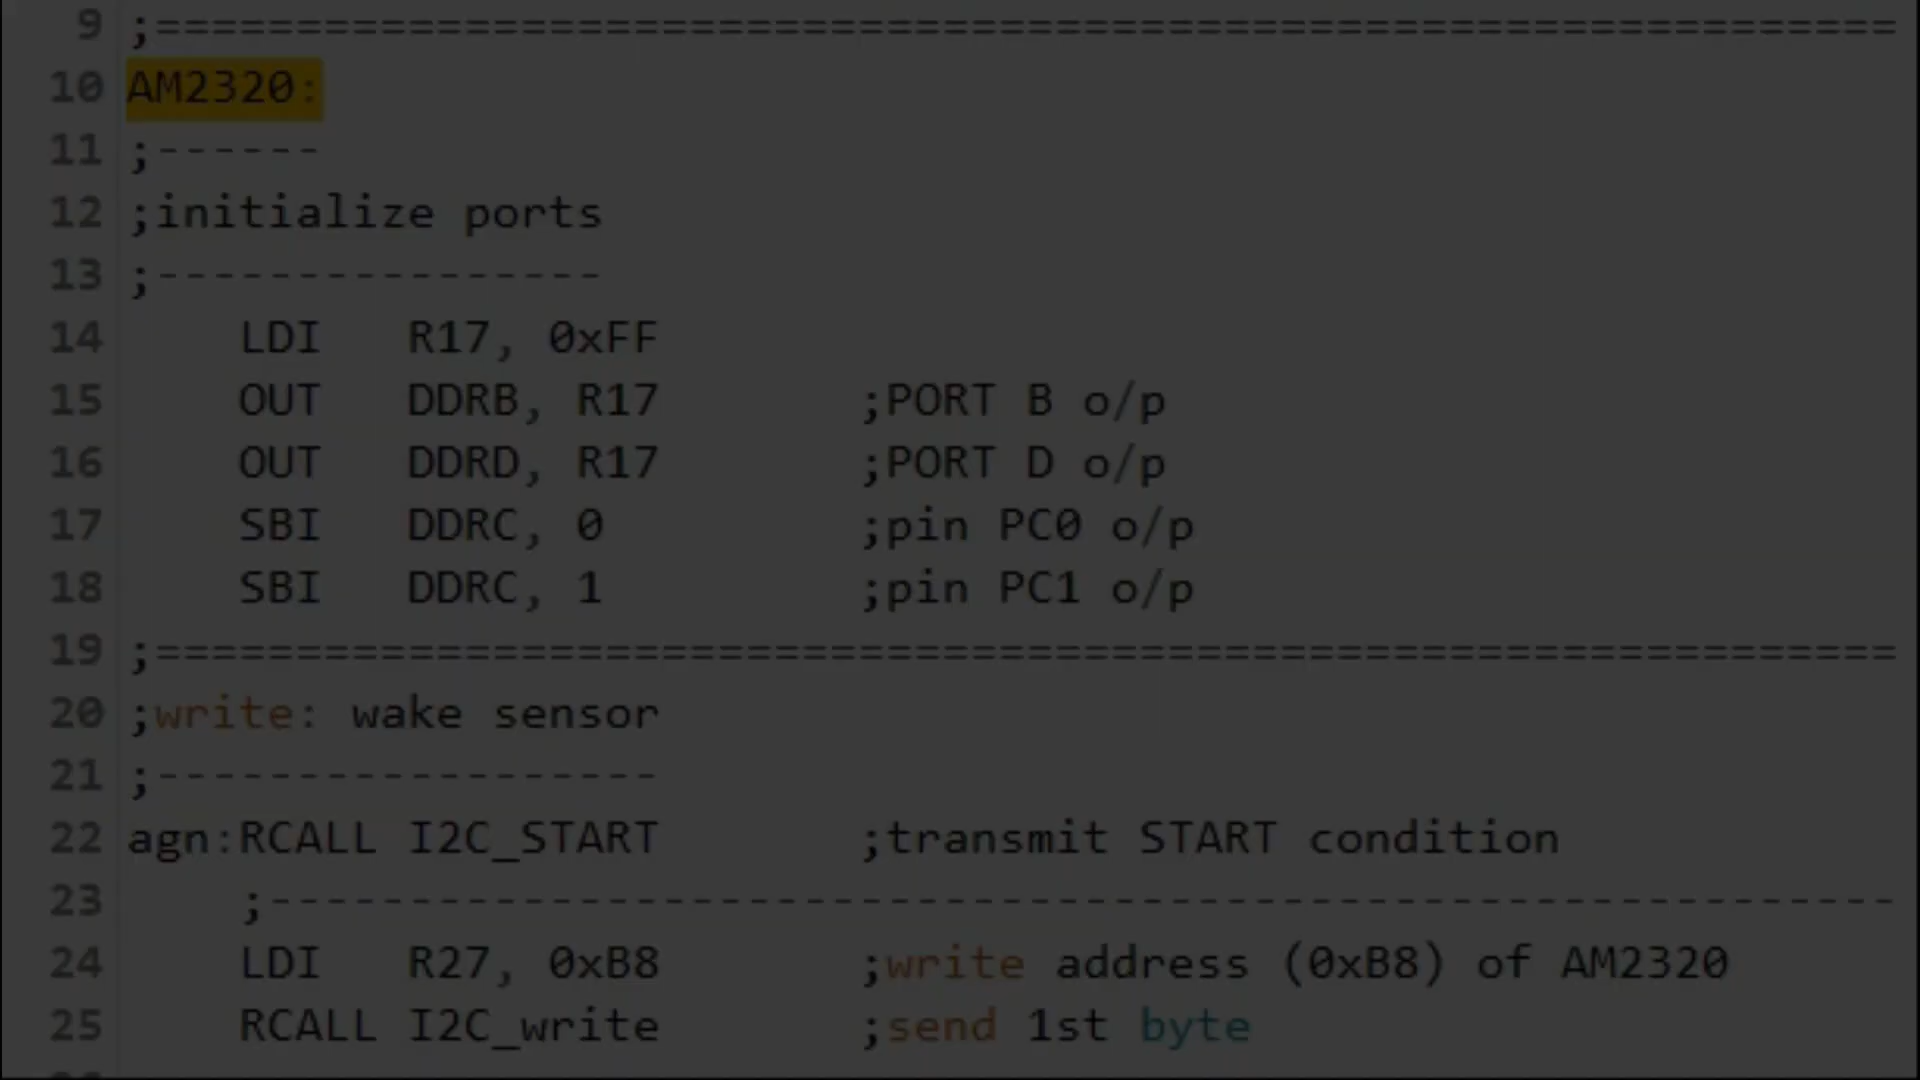 9 ;==============================================================
10 AM2320:
11 ;------
12 ;initialize ports
13 ;----------------
14 LDI R17, 0xFF
15 OUT DDRB, R17 ;PORT B o/p
16 OUT DDRD, R17 ;PORT D o/p
17 SBI DDRC, 0 ;pin PC0 o/p
18 SBI DDRC, 1 ;pin PC1 o/p
19 ;==============================================================
20 ;write: wake sensor
21 ;------------------
22 agn:RCALL I2C_START ;transmit START condition
23 ;----------------------------------------------------------
24 LDI R27, 0xB8 ;write address (0xB8) of AM2320
25 RCALL I2C_write ;send 1st byte